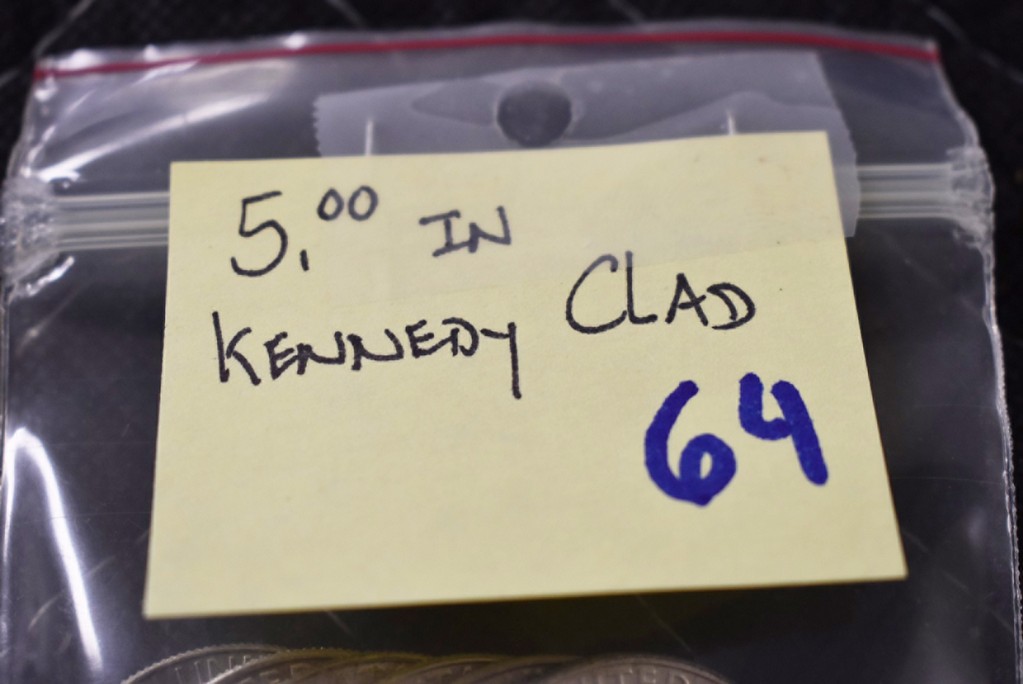 5.00 IN
KENNEDY CLAD
64